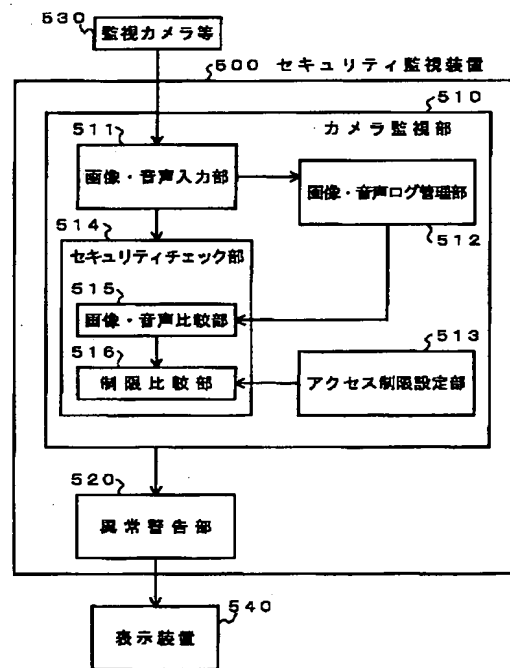 530
監視カメラ等
500 セキュリティ監視装置
510
カメラ監視部
511
画像・音声入力部
画像・音声ログ管理部
512
514
セキュリティチェック部
515
画像・音声比較部
516
制限比較部
513
アクセス制限設定部
520
異常警告部
540
表示装置